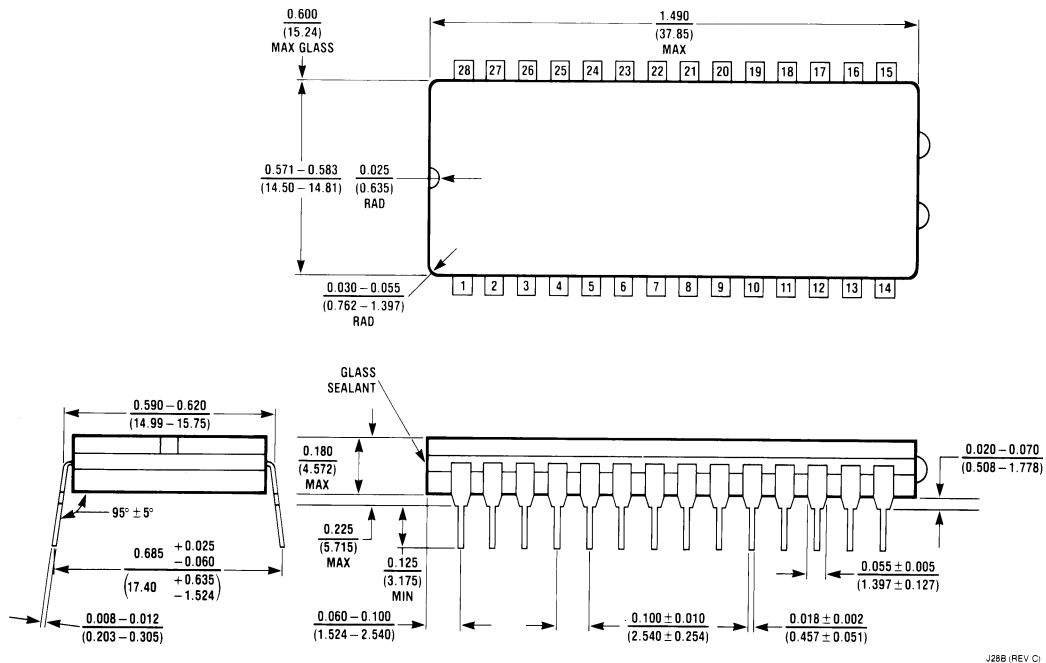 0.600
(15.24)
MAX GLASS
1.490
(37.85)
MAX
28 27 26 25 24 23 22 21 20 19 18 17 16 15
0.571 – 0.583
(14.50 – 14.81)
0.025
(0.635)
RAD
0.030 – 0.055
(0.762 – 1.397)
RAD
1 2 3 4 5 6 7 8 9 10 11 12 13 14
GLASS
SEALANT
0.590 – 0.620
(14.99 – 15.75)
0.180
(4.572)
MAX
0.020 – 0.070
(0.508 – 1.778)
95° ± 5°
0.225
(5.715)
MAX
0.125
(3.175)
MIN
0.685 +0.025
−0.060
(17.40 +0.635
−1.524)
0.055 ± 0.005
(1.397 ± 0.127)
0.008 – 0.012
(0.203 – 0.305)
0.060 – 0.100
(1.524 – 2.540)
0.100 ± 0.010
(2.540 ± 0.254)
0.018 ± 0.002
(0.457 ± 0.051)
J28B (REV C)